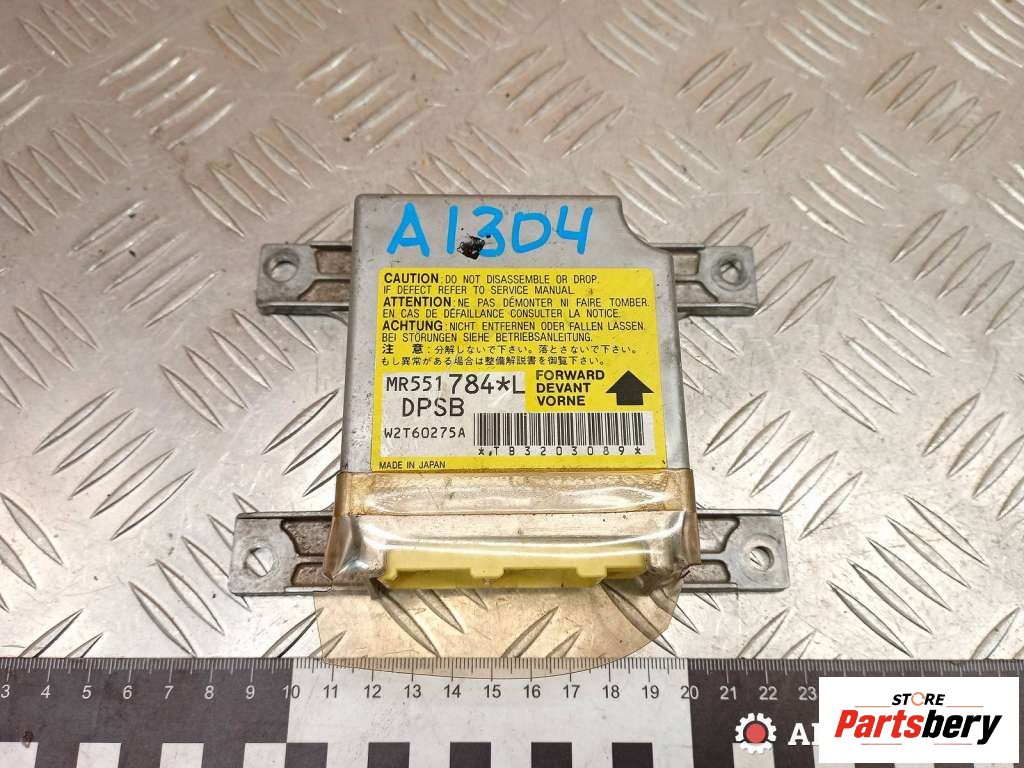 A13D4
CAUTION: DO NOT DISASSEMBLE OR DROP.
IF DEFECT REFER TO SERVICE MANUAL.
ATTENTION: NE PAS DÉMONTER NI FAIRE TOMBER.
EN CAS DE DÉFAILLANCE CONSULTER LA NOTICE.
ACHTUNG: NICHT ENTFERNEN ODER FALLEN LASSEN.
BEI STÖRUNGEN SIEHE BETRIEBSANLEITUNG.
注 意:分解しないで下さい。落とさないで下さい。
もし異常がある場合は整備解説書を御覧下さい。
MR551784*L
DPSB
FORWARD
DEVANT
VORNE
W2T60275A
*TB3203089*
MADE IN JAPAN
3 4 5 6 7 8 9 10 11 12 13 14 15 16 17 18 19 20 21 22 23
STORE
Partsbery